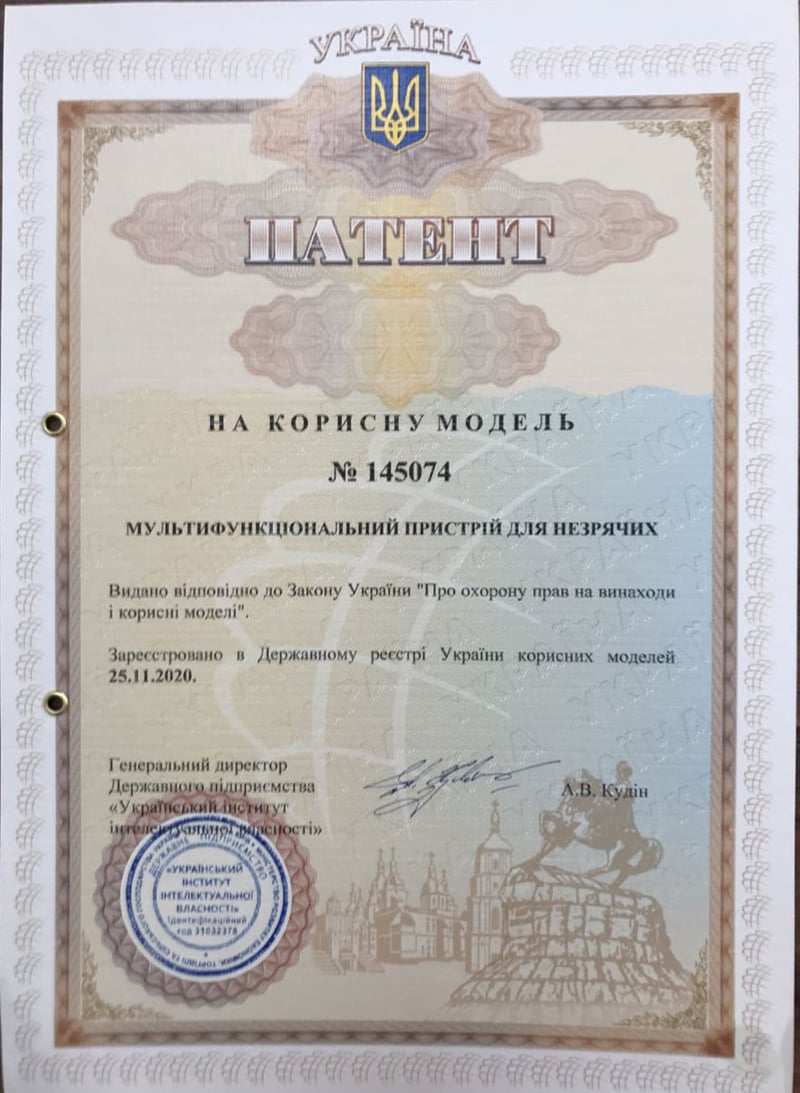 УКРАЇНА
ПАТЕНТ
НА КОРИСНУ МОДЕЛЬ
№ 145074
МУЛЬТИФУНКЦІОНАЛЬНИЙ ПРИСТРІЙ ДЛЯ НЕЗРЯЧИХ
Видано відповідно до Закону України "Про охорону прав на винаходи
і корисні моделі".
Зареєстровано в Державному реєстрі України корисних моделей
25.11.2020.
Генеральний директор
Державного підприємства
«Український інститут
інтелектуальної власності»
А.В. Кудін
ДЕРЖАВНЕ ПІДПРИЄМСТВО
«УКРАЇНСЬКИЙ
ІНСТИТУТ
ІНТЕЛЕКТУАЛЬНОЇ
ВЛАСНОСТІ»
Ідентифікаційний
код 31032378